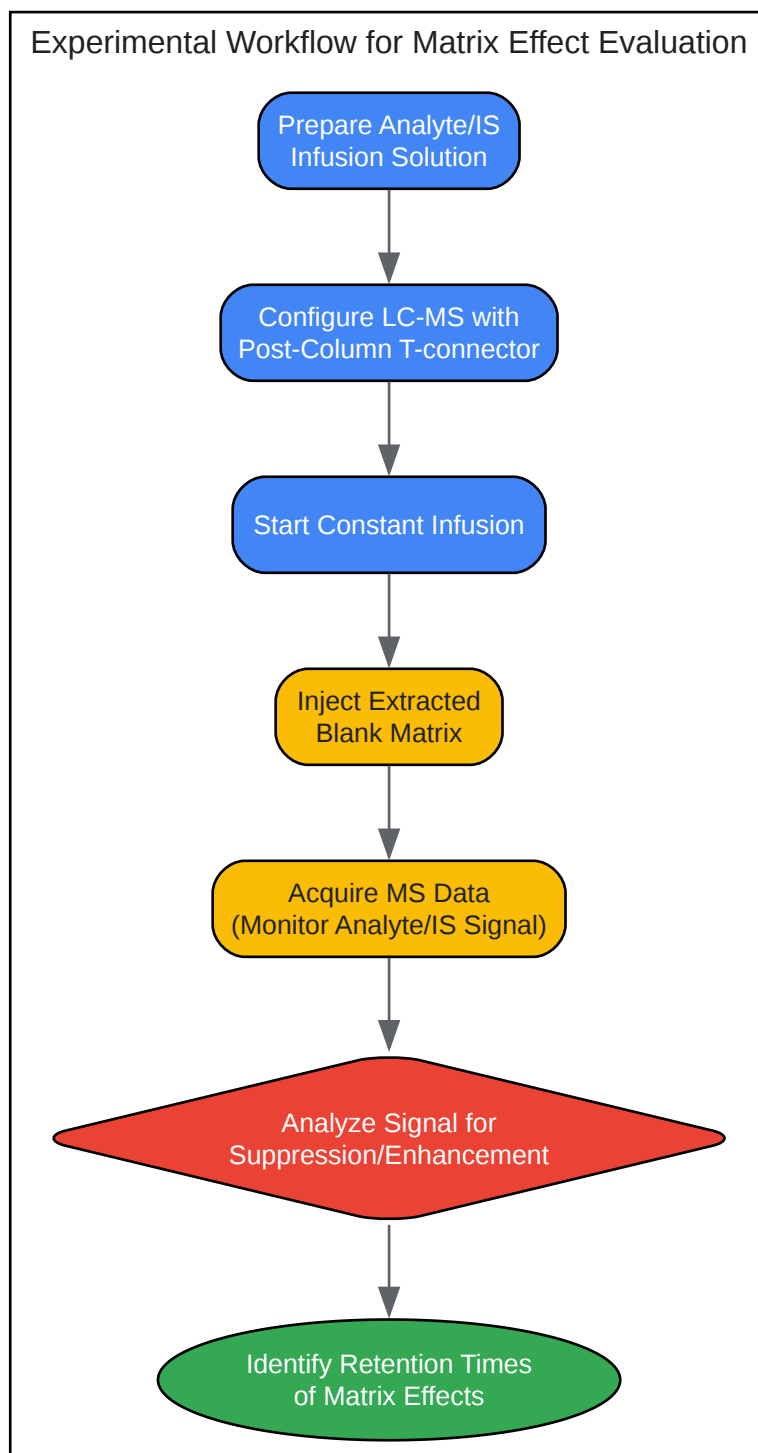 Experimental Workflow for Matrix Effect Evaluation
Prepare Analyte/IS
Infusion Solution
Configure LC-MS with
Post-Column T-connector
Start Constant Infusion
Inject Extracted
Blank Matrix
Acquire MS Data
(Monitor Analyte/IS Signal)
Analyze Signal for
Suppression/Enhancement
Identify Retention Times
of Matrix Effects